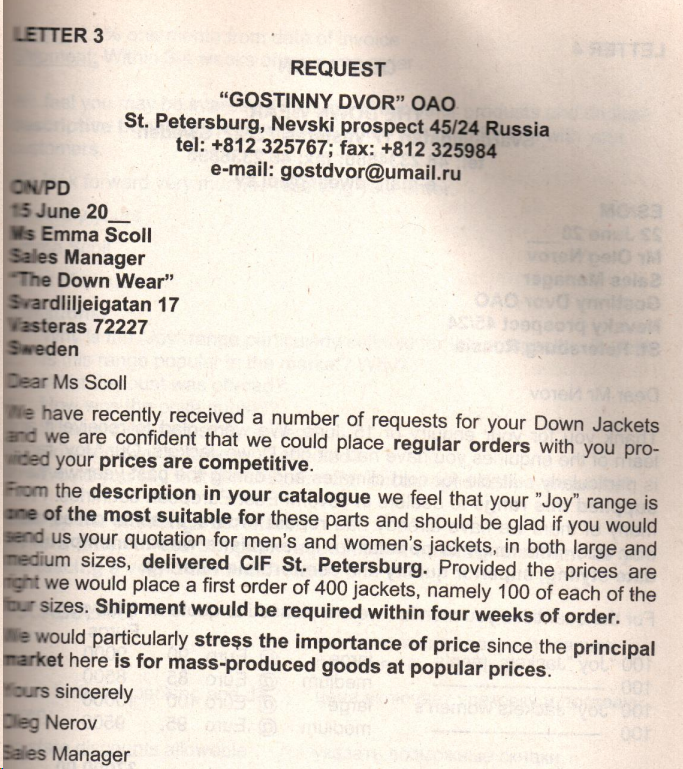 LETTER 3
REQUEST
“GOSTINNY DVOR” OAO
St. Petersburg, Nevski prospect 45/24 Russia
tel: +812 325767; fax: +812 325984
e-mail: gostdvor@umail.ru
ON/PD
15 June 20__
Ms Emma Scoll
Sales Manager
“The Down Wear”
Svardliljeigatan 17
Vasteras 72227
Sweden
Dear Ms Scoll
We have recently received a number of requests for your Down Jackets
and we are confident that we could place regular orders with you pro-
vided your prices are competitive.
From the description in your catalogue we feel that your ”Joy” range is
one of the most suitable for these parts and should be glad if you would
send us your quotation for men’s and women’s jackets, in both large and
medium sizes, delivered CIF St. Petersburg. Provided the prices are
right we would place a first order of 400 jackets, namely 100 of each of the
four sizes. Shipment would be required within four weeks of order.
We would particularly stress the importance of price since the principal
market here is for mass-produced goods at popular prices.
Yours sincerely
Oleg Nerov
Sales Manager